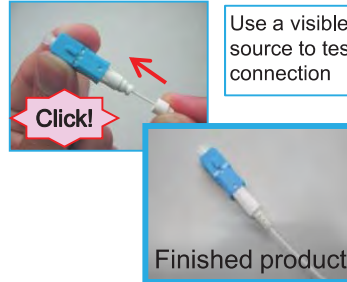 Use a visible
source to tes
connection
Click!
Finished product